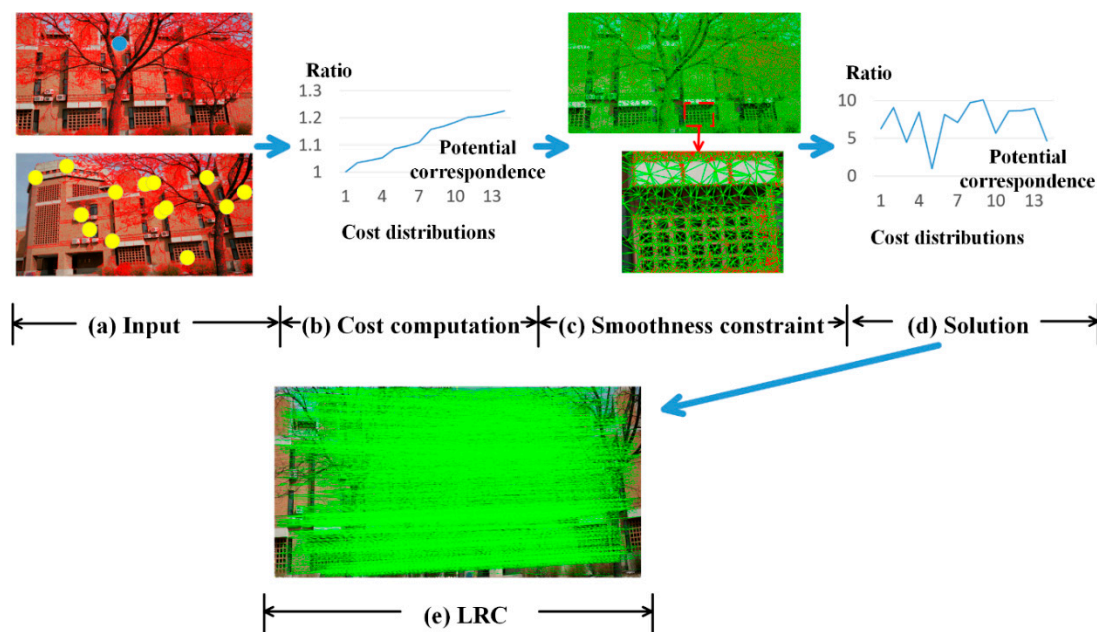 Ratio
1.3
1.2
1.1
1
1 4 7 10 13
Potential
correspondence
Cost distributions
Ratio
10
5
0
1 4 7 10 13
Potential
correspondence
Cost distributions
(a) Input
(b) Cost computation
(c) Smoothness constraint
(d) Solution
(e) LRC